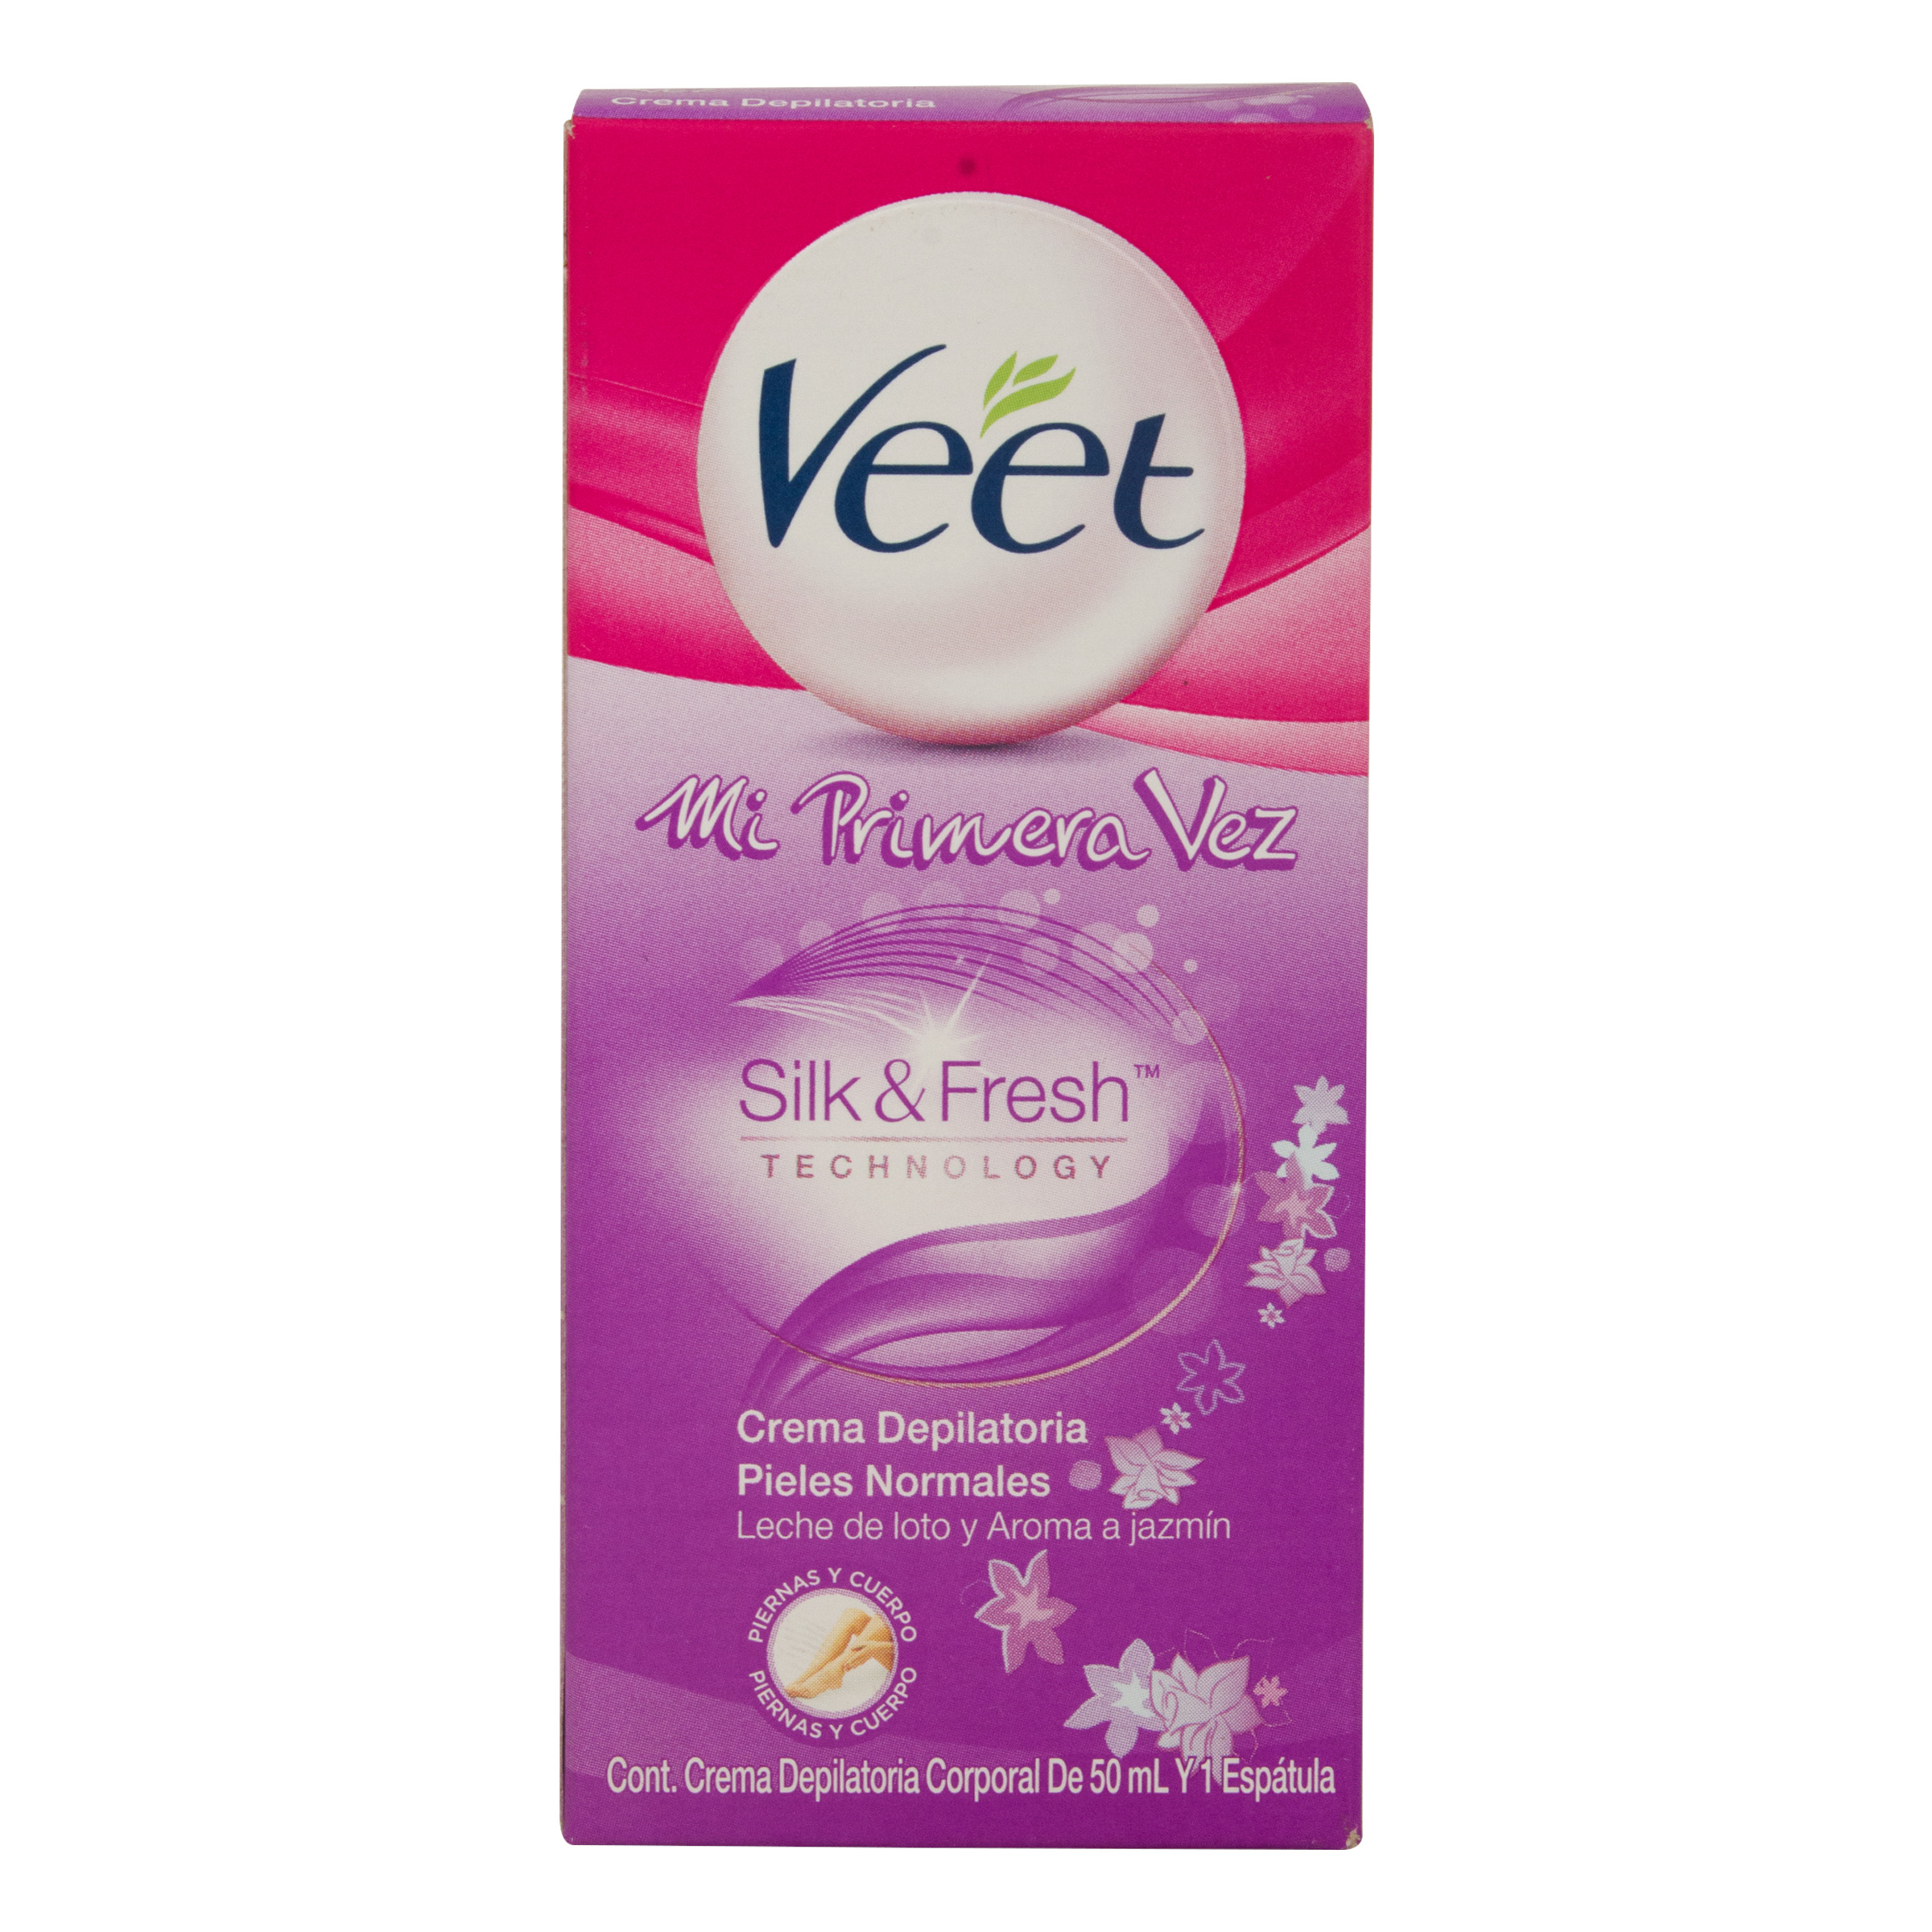 Crema Depilatoria
Veet
Mi Primera Vez
Silk & Fresh™
TECHNOLOGY
Crema Depilatoria
Pieles Normales
Leche de loto y Aroma a jazmín
PIERNAS Y CUERPO
PIERNAS Y CUERPO
Cont. Crema Depilatoria Corporal De 50 mL Y 1 Espátula